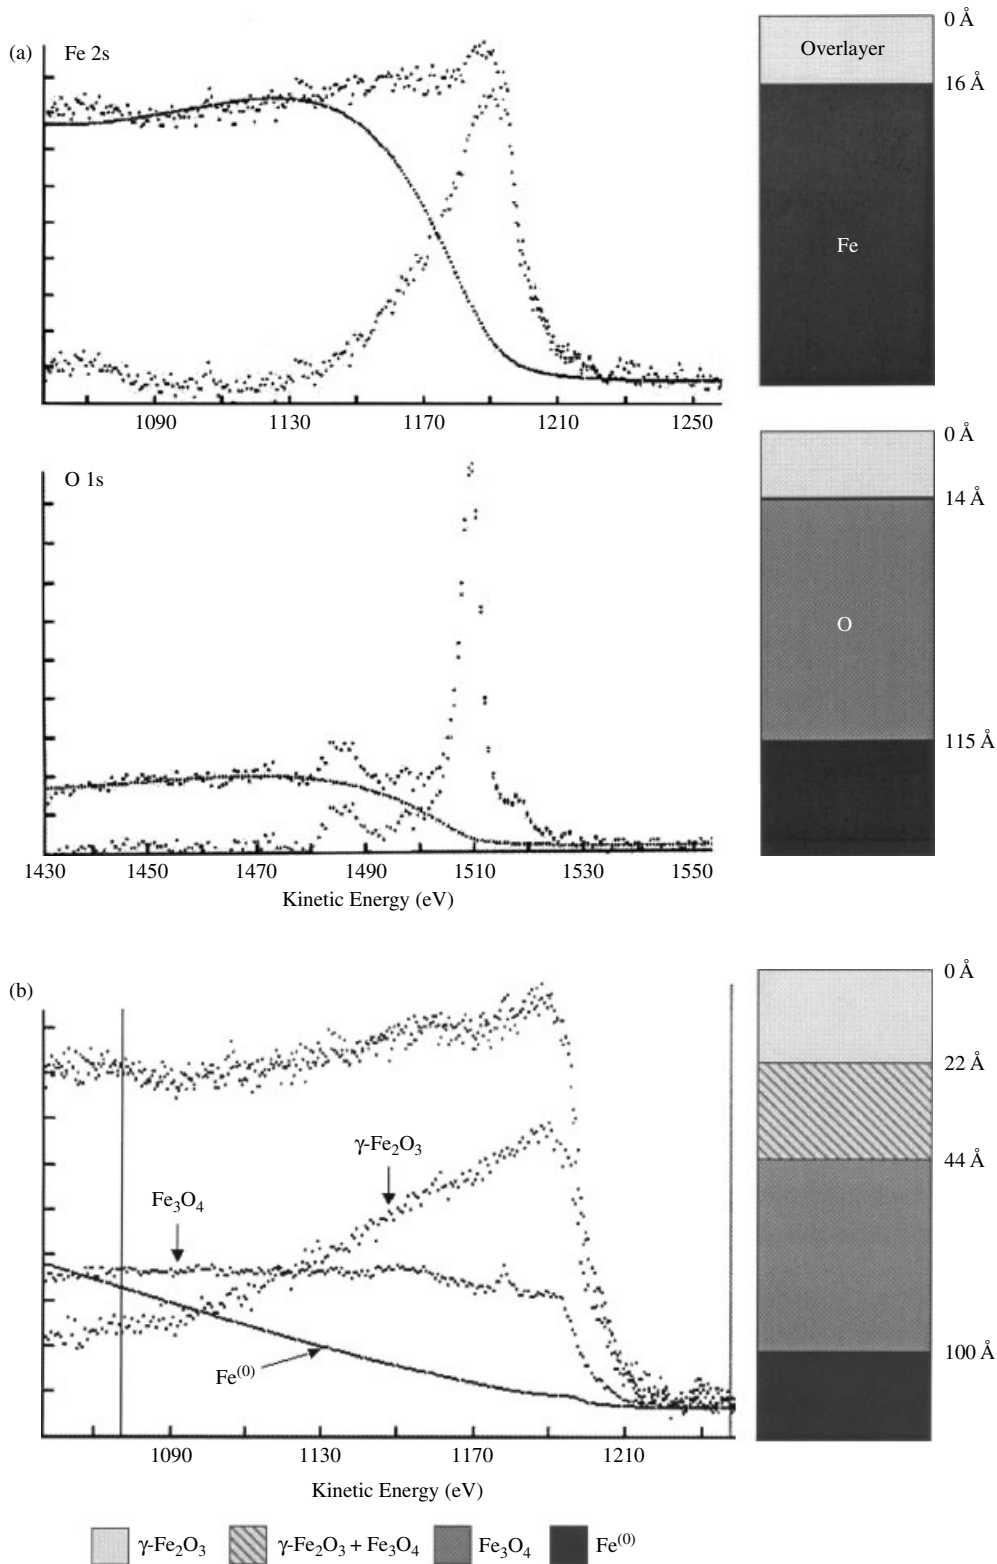 (a) Fe 2s
0 Å
Overlayer
16 Å
Fe
1090 1130 1170 1210 1250
O 1s
0 Å
14 Å
O
115 Å
1430 1450 1470 1490 1510 1530 1550
Kinetic Energy (eV)
(b)
0 Å
22 Å
γ-Fe₂O₃
44 Å
Fe₃O₄
Fe⁽⁰⁾
100 Å
1090 1130 1170 1210
Kinetic Energy (eV)
γ-Fe₂O₃ γ-Fe₂O₃ + Fe₃O₄ Fe₃O₄ Fe⁽⁰⁾